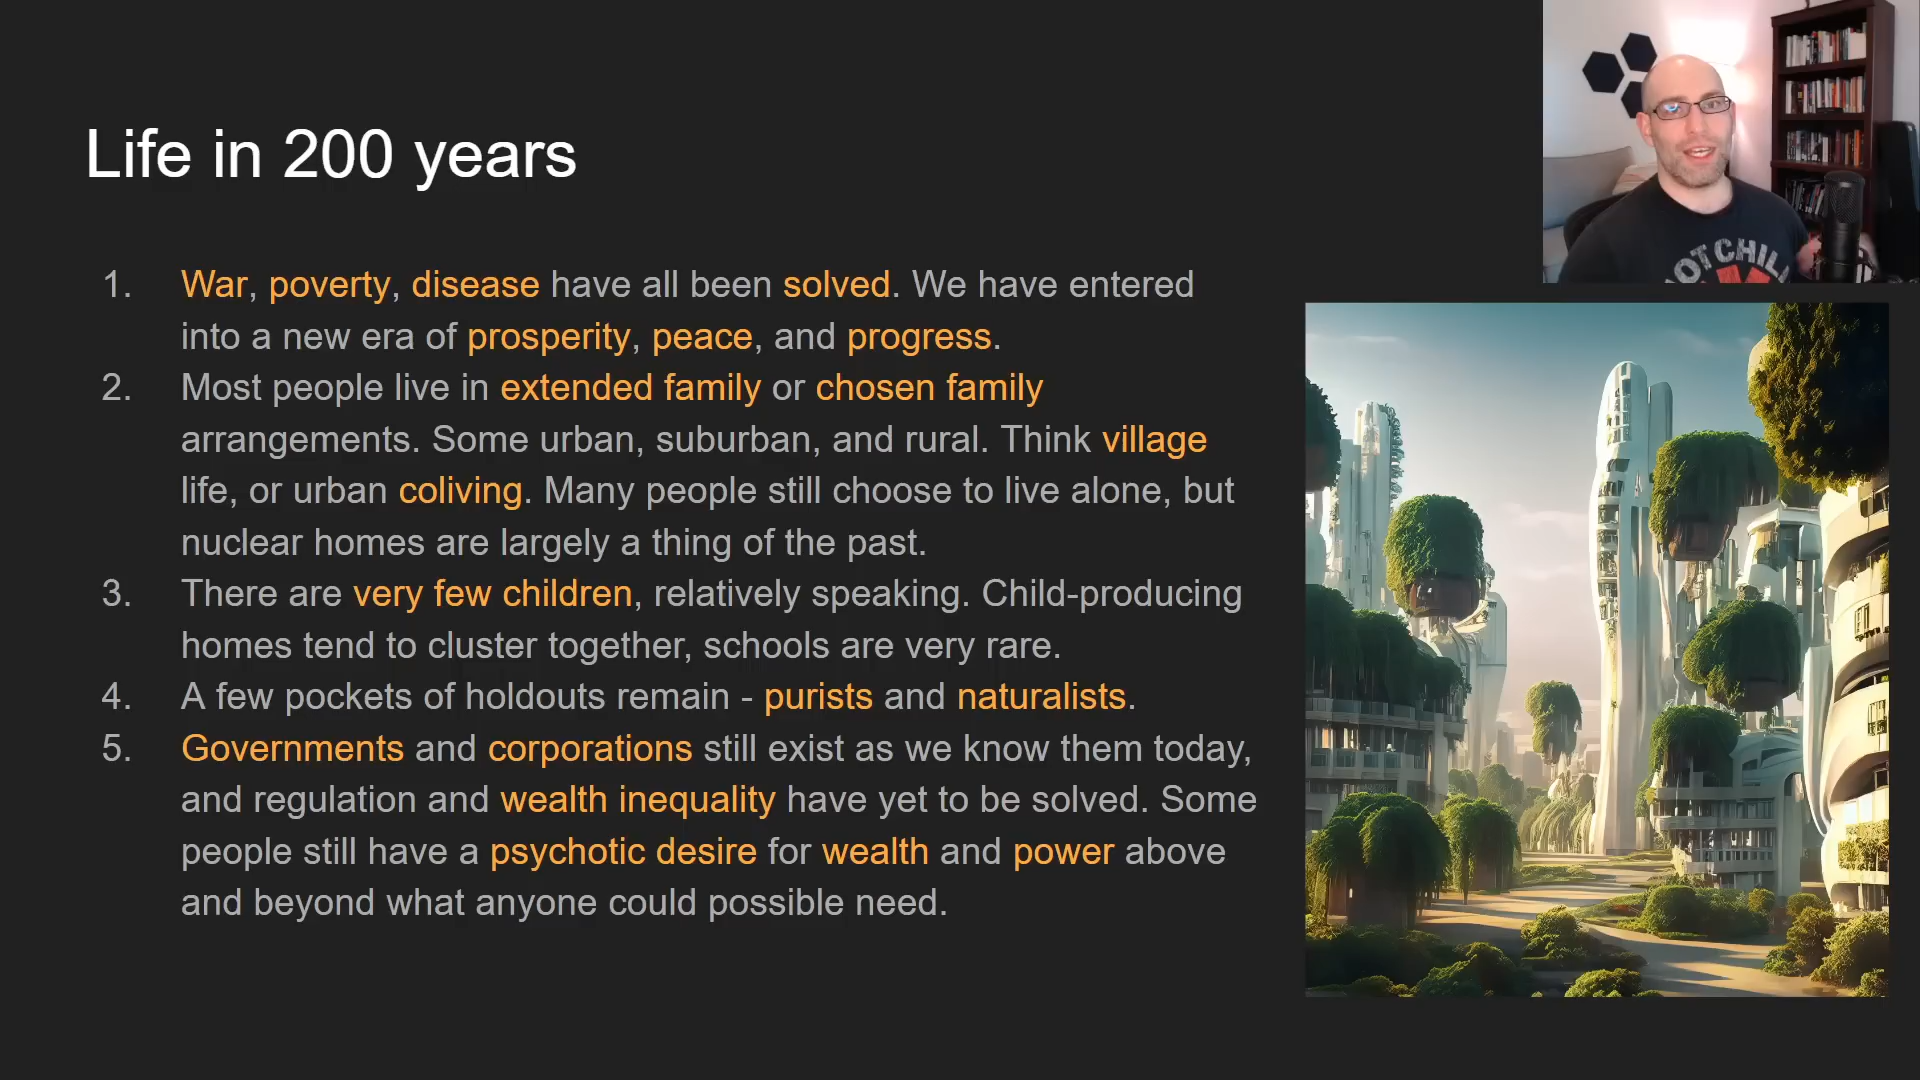 Life in 200 years
1. War, poverty, disease have all been solved. We have entered
into a new era of prosperity, peace, and progress.
2. Most people live in extended family or chosen family
arrangements. Some urban, suburban, and rural. Think village
life, or urban coliving. Many people still choose to live alone, but
nuclear homes are largely a thing of the past.
3. There are very few children, relatively speaking. Child-producing
homes tend to cluster together, schools are very rare.
4. A few pockets of holdouts remain - purists and naturalists.
5. Governments and corporations still exist as we know them today,
and regulation and wealth inequality have yet to be solved. Some
people still have a psychotic desire for wealth and power above
and beyond what anyone could possible need.